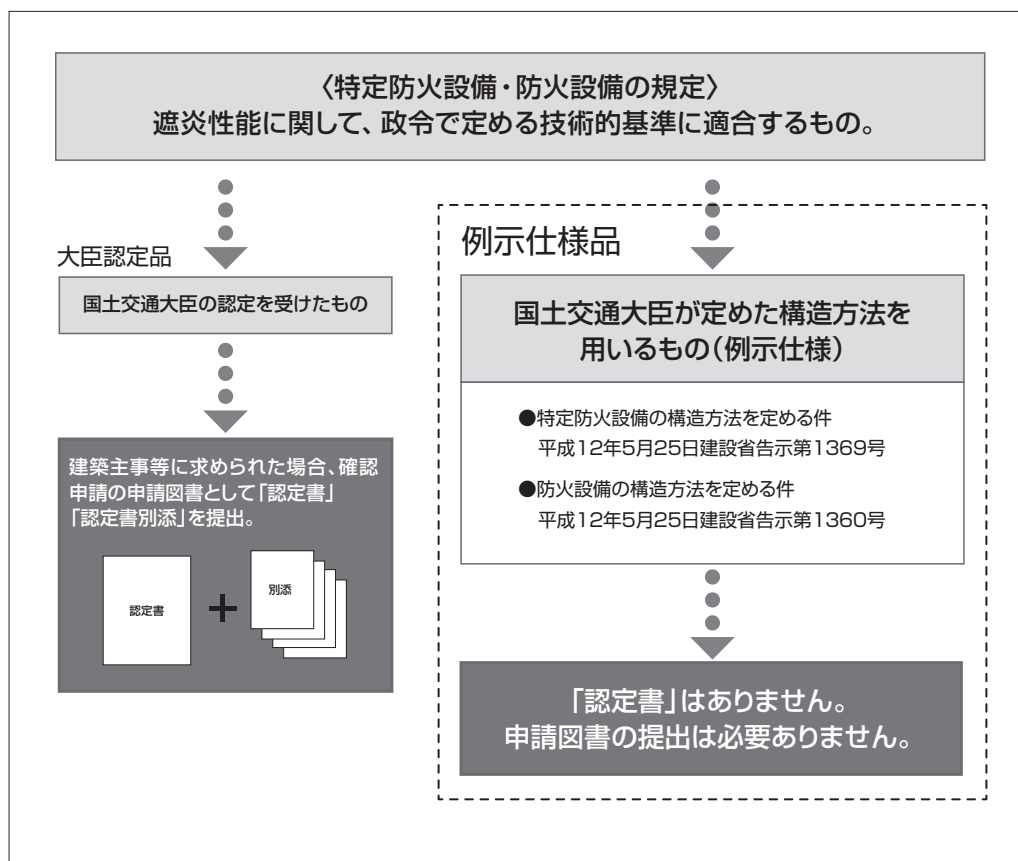 〈特定防火設備・防火設備の規定〉
遮炎性能に関して、政令で定める技術的基準に適合するもの。
大臣認定品
国土交通大臣の認定を受けたもの
建築主事等に求められた場合、確認
申請の申請図書として「認定書」
「認定書別添」を提出。
認定書
+
別添
例示仕様品
国土交通大臣が定めた構造方法を
用いるもの(例示仕様)
●特定防火設備の構造方法を定める件
平成12年5月25日建設省告示第1369号
●防火設備の構造方法を定める件
平成12年5月25日建設省告示第1360号
「認定書」はありません。
申請図書の提出は必要ありません。